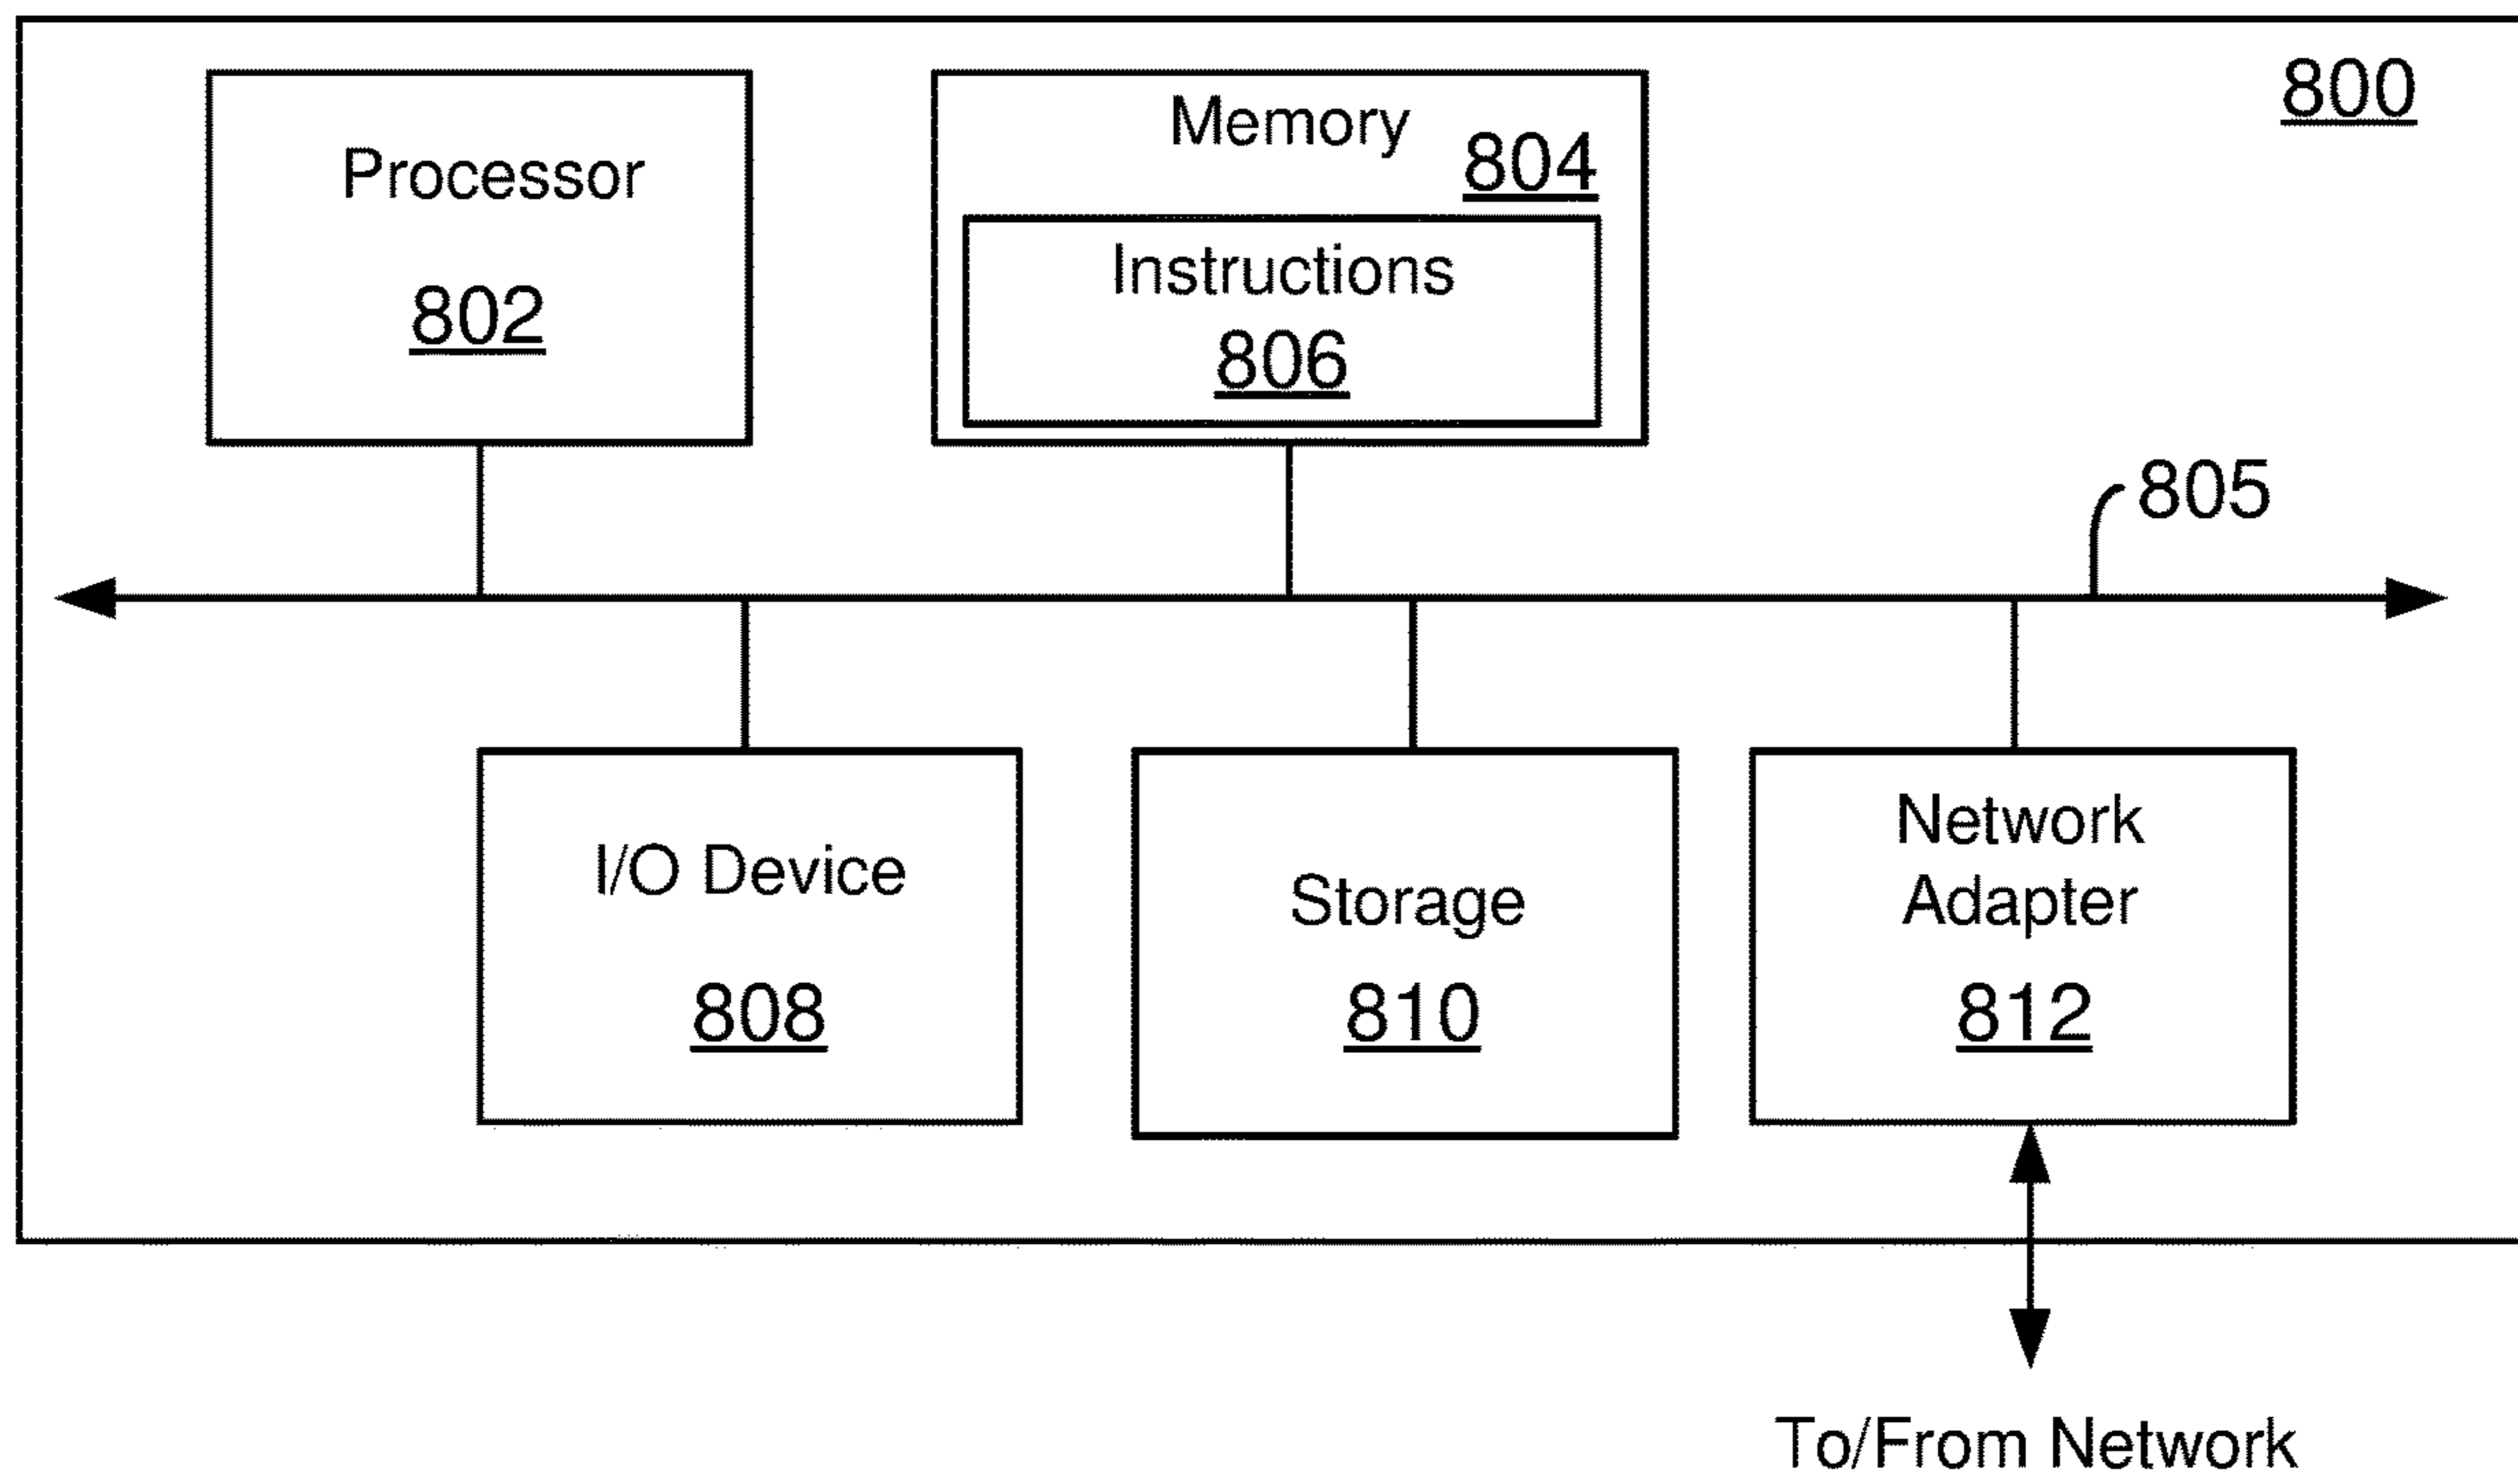 800
Processor
802
Memory
804
Instructions
806
805
I/O Device
808
Storage
810
Network
Adapter
812
To/From Network